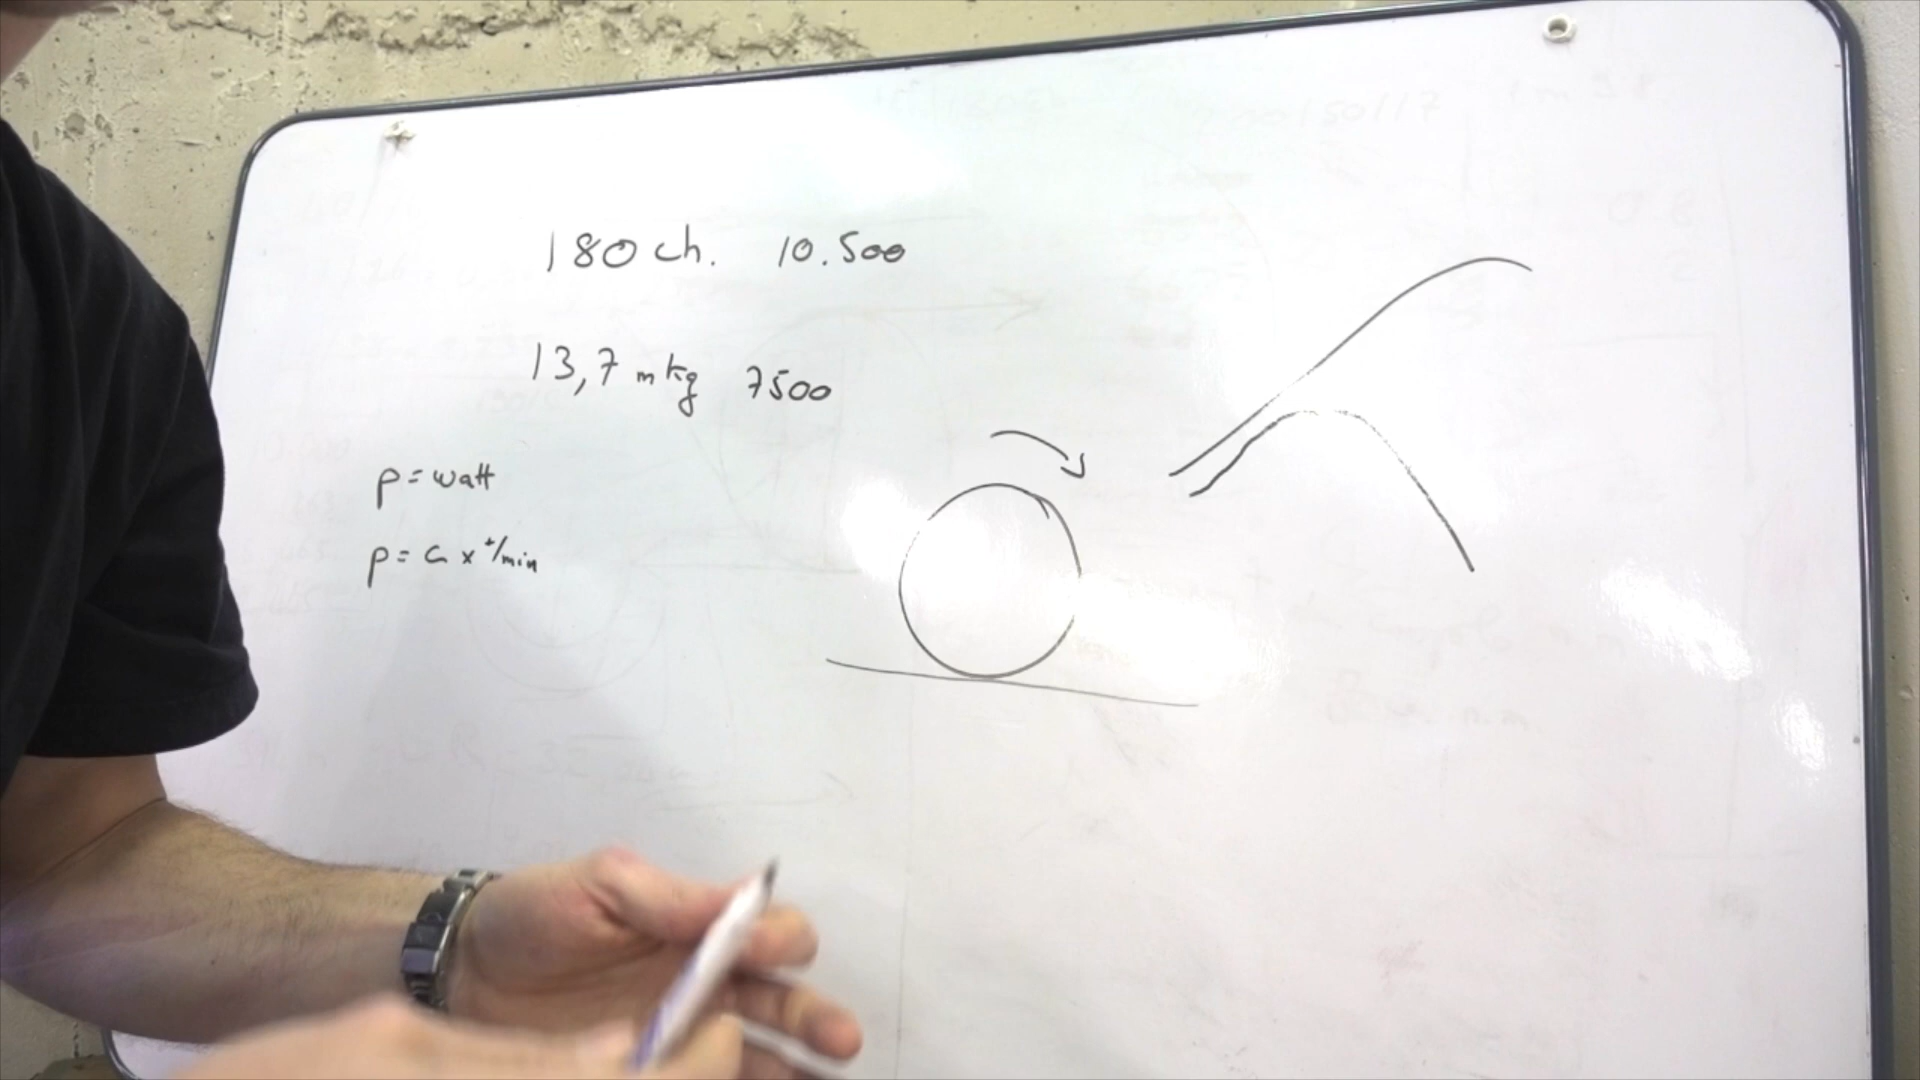 180 ch. 10.500
13,7 mkg 7500
P = watt
P = C x t/min